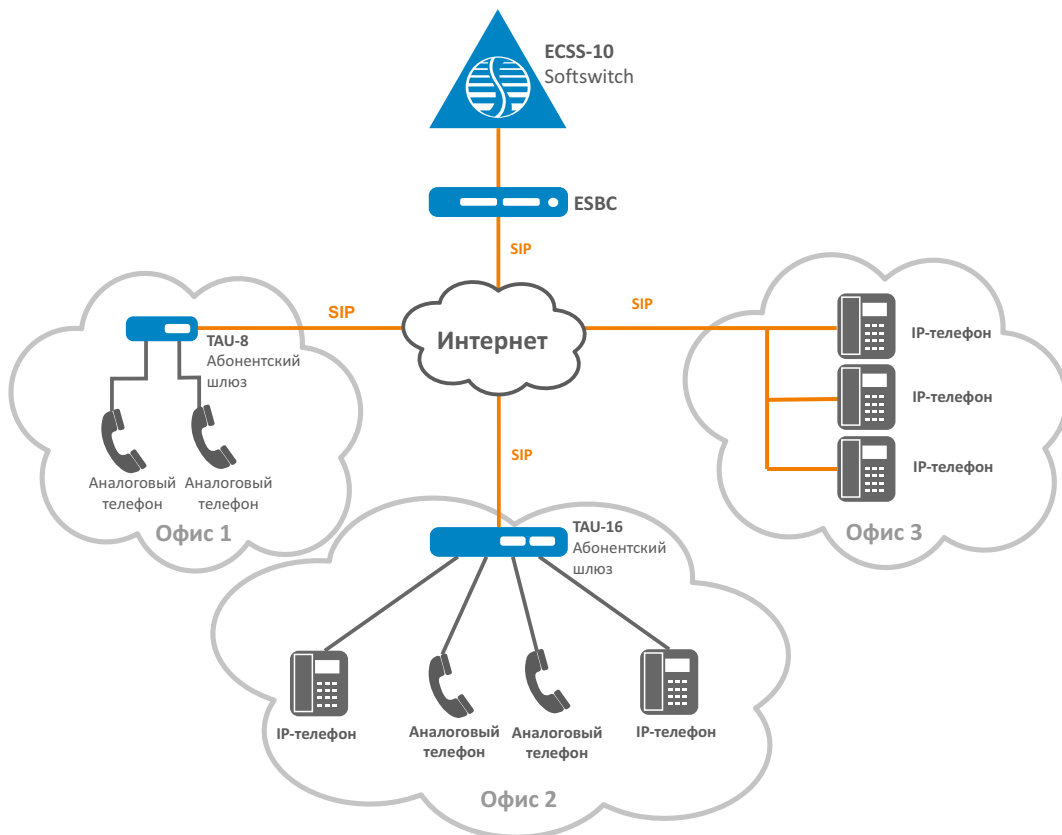 ECSS-10
Softswitch
ESBC
SIP
SIP
SIP
Интернет
TAU-8
Абонентский
шлюз
IP-телефон
IP-телефон
IP-телефон
Аналоговый
телефон
Аналоговый
телефон
Офис 1
SIP
Офис 3
TAU-16
Абонентский
шлюз
IP-телефон
Аналоговый
телефон
Аналоговый
телефон
IP-телефон
Офис 2